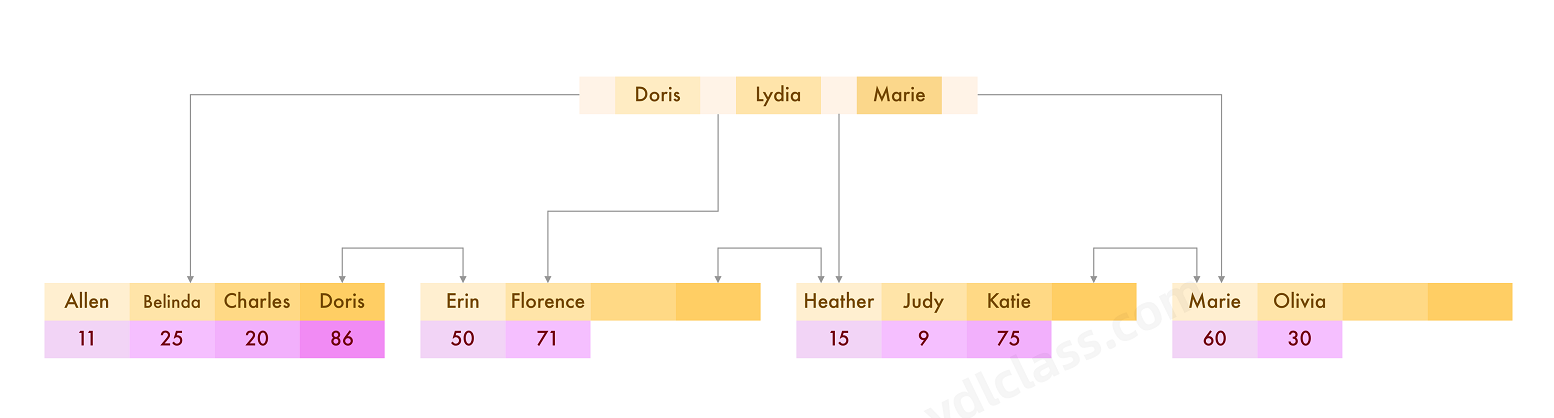 Doris Lydia Marie
Allen Belinda Charles Doris Erin Florence Heather Judy Katie Marie Olivia
11 25 20 86 50 71 15 9 75 60 30
ydlclass.com